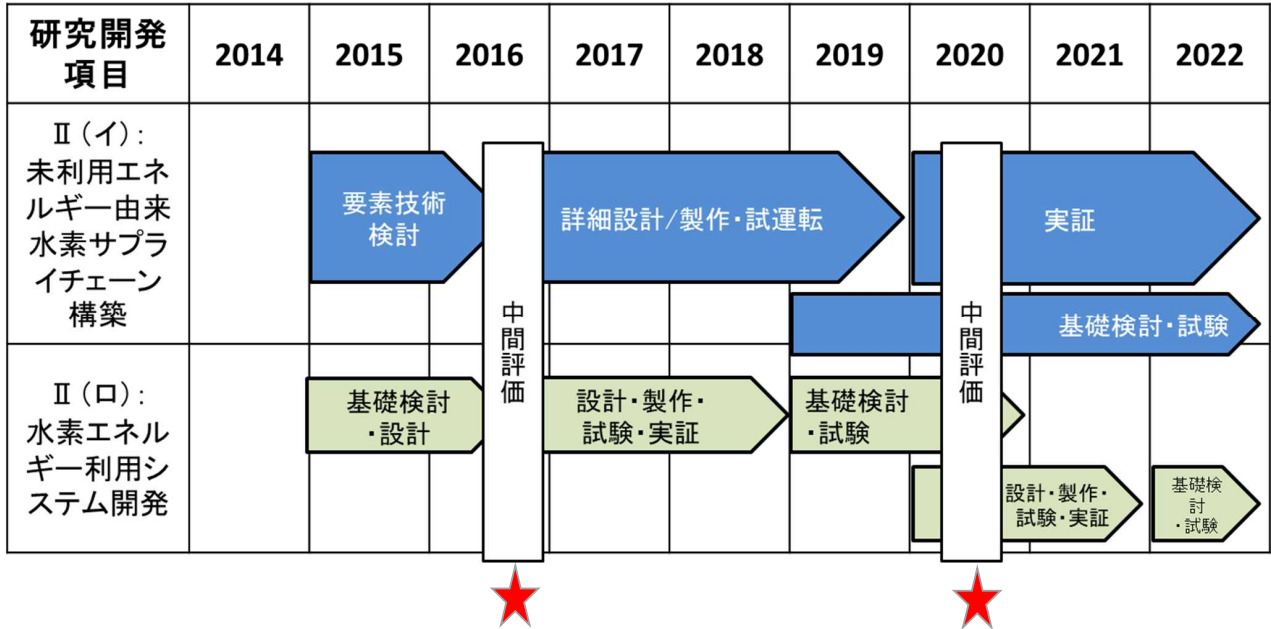 研究開発
項目
2014
2015
2016
2017
2018
2019
2020
2021
2022
Ⅱ（イ）：
未利用エネ
ルギー由来
水素サプラ
イチェーン
構築
要素技術
検討
中間評価
詳細設計/製作・試運転
中間評価
実証
基礎検討・試験
Ⅱ（ロ）：
水素エネル
ギー利用シ
ステム開発
基礎検討
・設計
設計・製作・
試験・実証
基礎検討
・試験
設計・製作・
試験・実証
基礎検
討
・試験